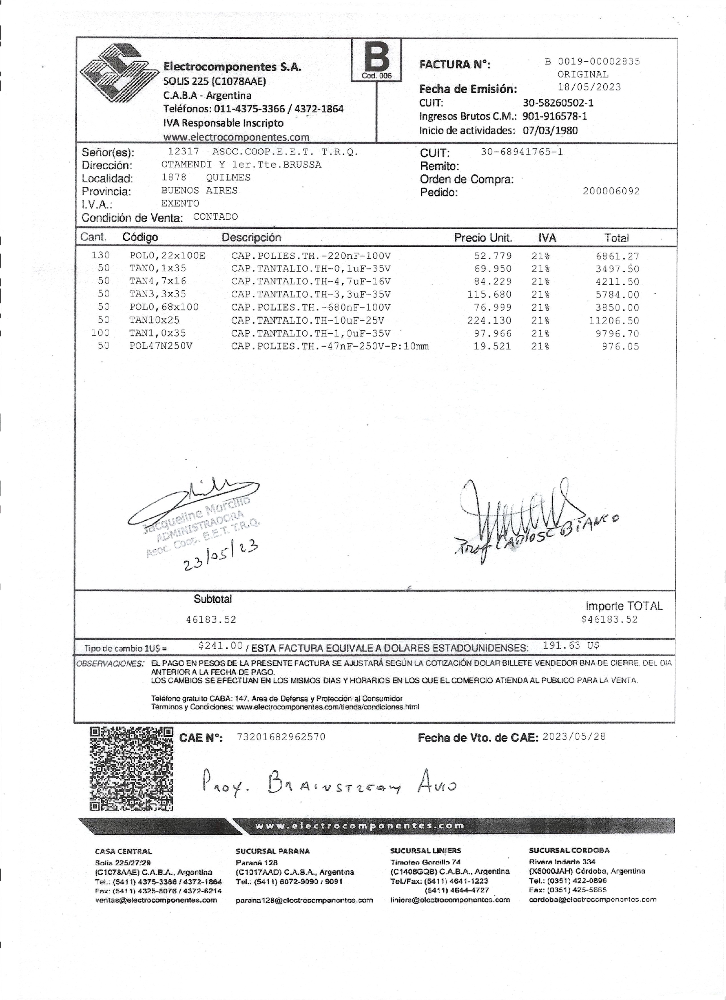 B
Cod. 006
Electrocomponentes S.A.
SOLIS 225 (C1078AAE)
C.A.B.A - Argentina
Teléfonos: 011-4375-3366 / 4372-1864
IVA Responsable Inscripto
www.electrocomponentes.com
FACTURA N°: B 0019-00002835
ORIGINAL
Fecha de Emisión: 18/05/2023
CUIT: 30-58260502-1
Ingresos Brutos C.M.: 901-916578-1
Inicio de actividades: 07/03/1980
Señor(es): 12317 ASOC.COOP.E.E.T. T.R.Q.
Dirección: OTAMENDI Y 1er.Tte.BRUSSA
Localidad: 1878 QUILMES
Provincia: BUENOS AIRES
I.V.A.: EXENTO
Condición de Venta: CONTADO
CUIT: 30-68941765-1
Remito:
Orden de Compra:
Pedido: 200006092
Cant. Código Descripción Precio Unit. IVA Total
130 POL0,22x100E CAP.POLIES.TH.-220nF-100V 52.779 21% 6861.27
50 TAN0,1x35 CAP.TANTALIO.TH-0,1uF-35V 69.950 21% 3497.50
50 TAN4,7x16 CAP.TANTALIO.TH-4,7uF-16V 84.229 21% 4211.50
50 TAN3,3x35 CAP.TANTALIO.TH-3,3uF-35V 115.680 21% 5784.00
50 POL0,68x100 CAP.POLIES.TH.-680nF-100V 76.999 21% 3850.00
50 TAN10x25 CAP.TANTALIO.TH-10uF-25V 224.130 21% 11206.50
100 TAN1,0x35 CAP.TANTALIO.TH-1,0uF-35V 97.966 21% 9796.70
50 POL47N250V CAP.POLIES.TH.-47nF-250V-P:10mm 19.521 21% 976.05
Jacqueline Morcillo
ADMINISTRADORA
Asoc. Coop. E.E.T. T.R.Q.
23/05/23
Prof CARLOS C BIANCO
Subtotal
46183.52
Importe TOTAL
$46183.52
Tipo de cambio 1U$ = $241.00 / ESTA FACTURA EQUIVALE A DOLARES ESTADOUNIDENSES: 191.63 U$
OBSERVACIONES: EL PAGO EN PESOS DE LA PRESENTE FACTURA SE AJUSTARÁ SEGÚN LA COTIZACIÓN DOLAR BILLETE VENDEDOR BNA DE CIERRE, DEL DIA
ANTERIOR A LA FECHA DE PAGO.
LOS CAMBIOS SE EFECTUAN EN LOS MISMOS DIAS Y HORARIOS EN LOS QUE EL COMERCIO ATIENDA AL PUBLICO PARA LA VENTA.
Teléfono gratuito CABA: 147, Area de Defensa y Protección al Consumidor
Términos y Condiciones: www.electrocomponentes.com/tienda/condiciones.html
CAE N°: 73201682962570
Fecha de Vto. de CAE: 2023/05/28
PROY. BRAINSTREAM AUIO
www.electrocomponentes.com
CASA CENTRAL
Solis 225/27/29
(C1078AAE) C.A.B.A., Argentina
Tel.: (5411) 4375-3366 / 4372-1864
Fax: (5411) 4325-8076 / 4372-6214
ventas@electrocomponentes.com
SUCURSAL PARANA
Paraná 128
(C1017AAD) C.A.B.A., Argentina
Tel.: (5411) 6072-9090 / 9091
parana128@electrocomponentes.com
SUCURSAL LINIERS
Timoteo Gorcillo 74
(C1408GQB) C.A.B.A., Argentina
Tel./Fax: (5411) 4641-1223
(5411) 4644-4727
liniers@electrocomponentes.com
SUCURSAL CORDOBA
Rivera Indarte 334
(X5000JAH) Córdoba, Argentina
Tel.: (0351) 422-0896
Fax: (0351) 425-5665
cordoba@electrocomponentes.com